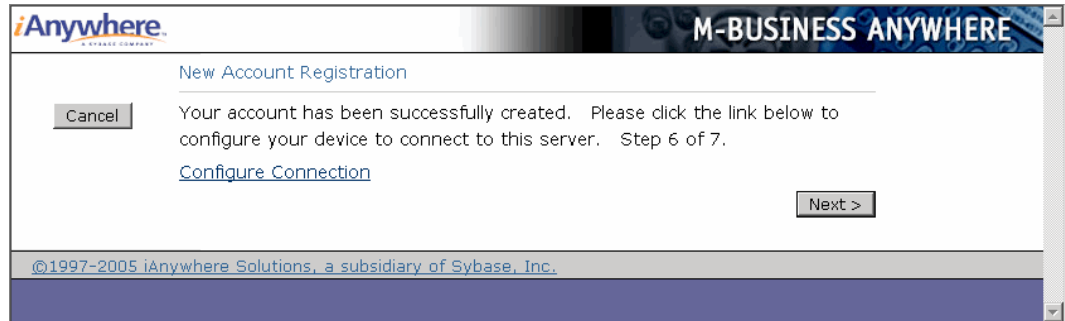 iAnywhere.
A SYBASE COMPANY
M-BUSINESS ANYWHERE
New Account Registration
Cancel
Your account has been successfully created. Please click the link below to
configure your device to connect to this server. Step 6 of 7.
Configure Connection
Next >
©1997-2005 iAnywhere Solutions, a subsidiary of Sybase, Inc.